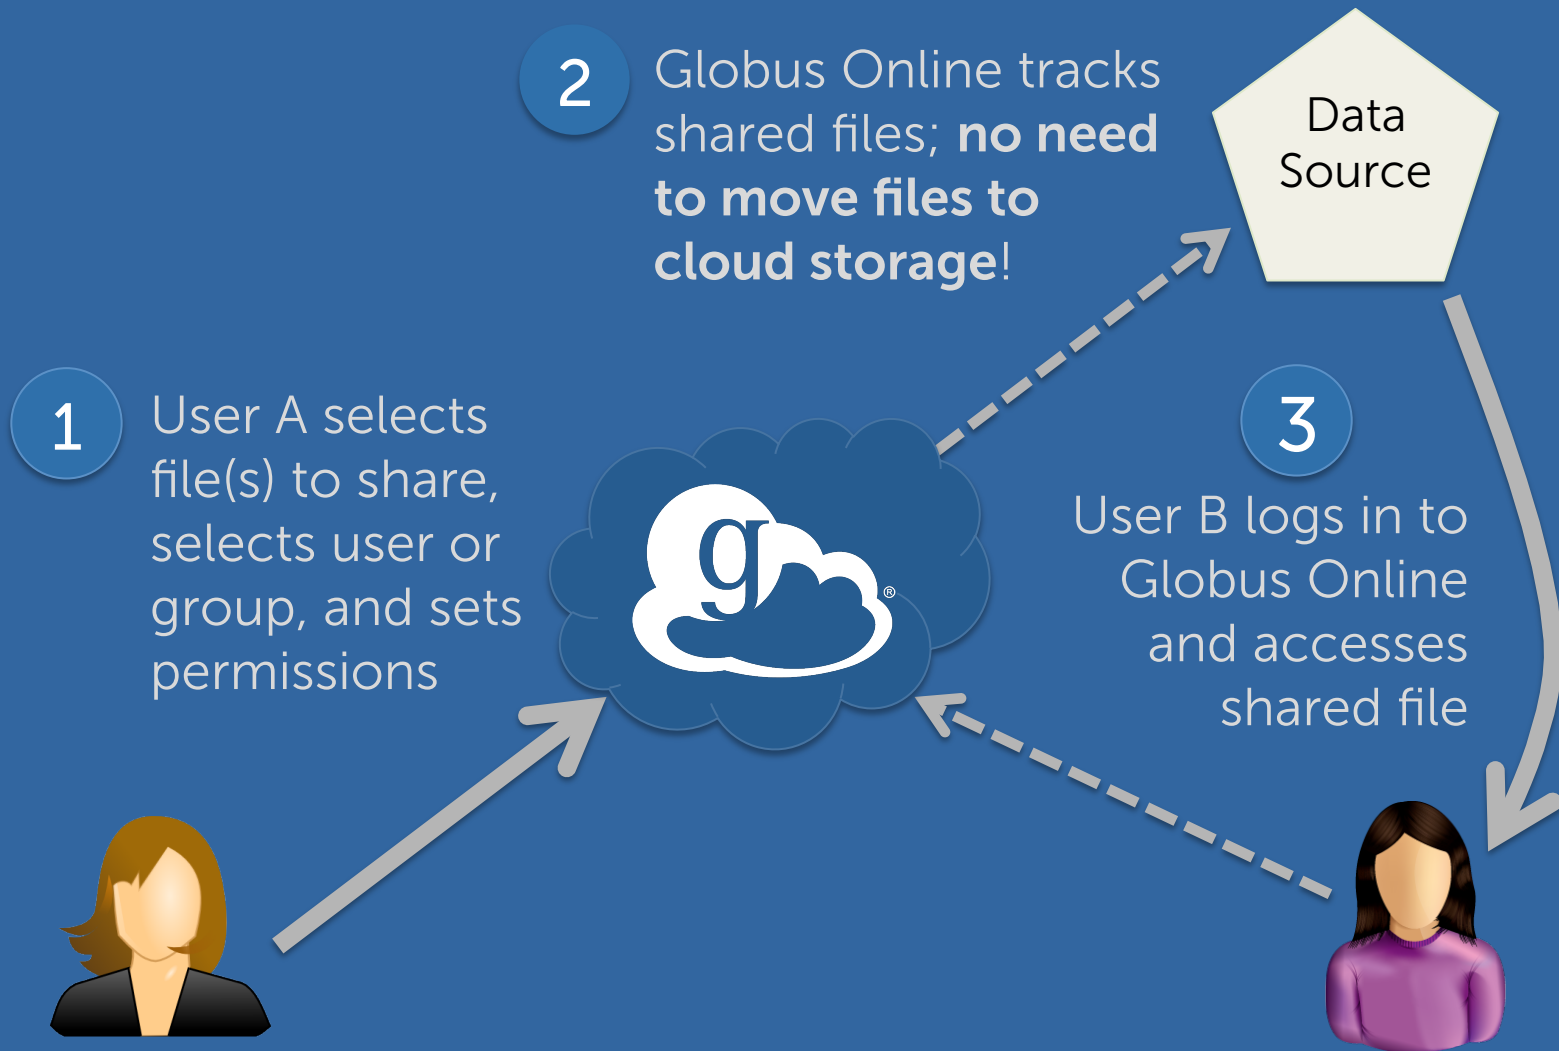 2
Globus Online tracks
shared files; no need
to move files to
cloud storage!
Data
Source
1
User A selects
file(s) to share,
selects user or
group, and sets
permissions
g
®
3
User B logs in to
Globus Online
and accesses
shared file